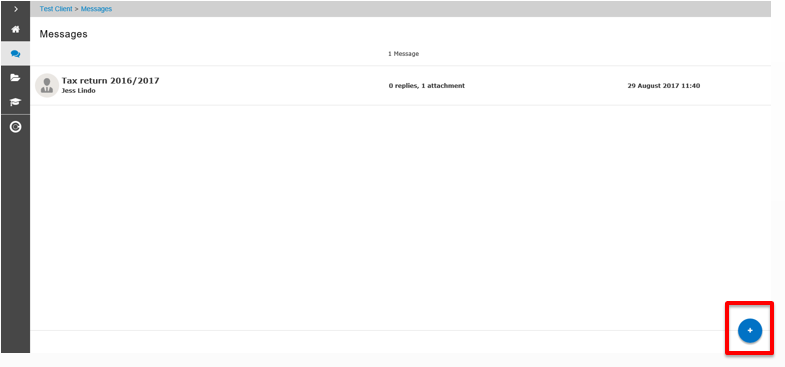 Test Client > Messages
Messages
1 Message
Tax return 2016/2017
Jess Lindo
0 replies, 1 attachment
29 August 2017 11:40